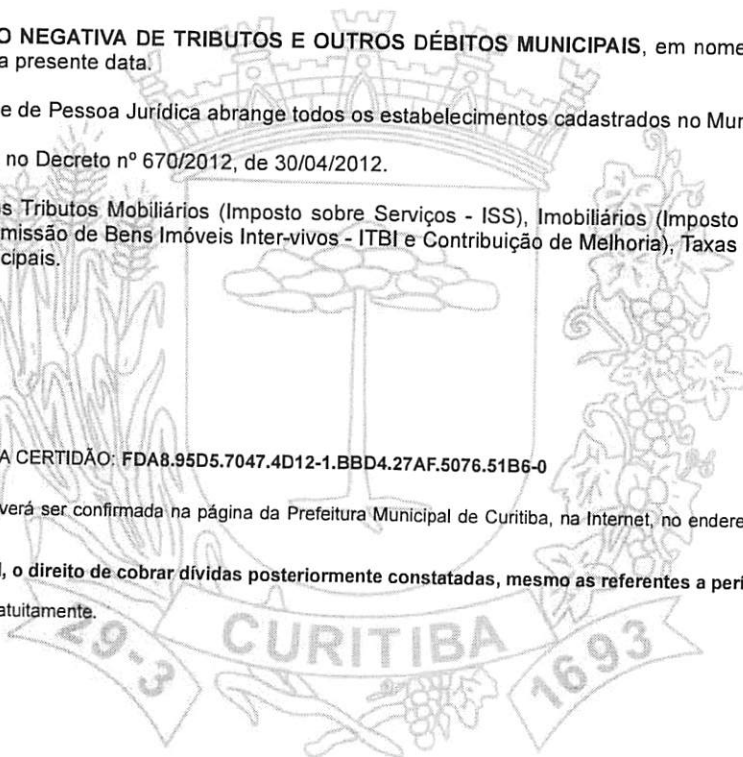 O NEGATIVA DE TRIBUTOS E OUTROS DÉBITOS MUNICIPAIS, em nome
a presente data.
e de Pessoa Jurídica abrange todos os estabelecimentos cadastrados no Mur
no Decreto nº 670/2012, de 30/04/2012.
s Tributos Mobiliários (Imposto sobre Serviços - ISS), Imobiliários (Imposto
missão de Bens Imóveis Inter-vivos - ITBI e Contribuição de Melhoria), Taxas
cipais.
A CERTIDÃO: FDA8.95D5.7047.4D12-1.BBD4.27AF.5076.51B6-0
verá ser confirmada na página da Prefeitura Municipal de Curitiba, na Internet, no endere
l, o direito de cobrar dívidas posteriormente constatadas, mesmo as referentes a perí
atuitamente.
29-3 CURITIBA 1693